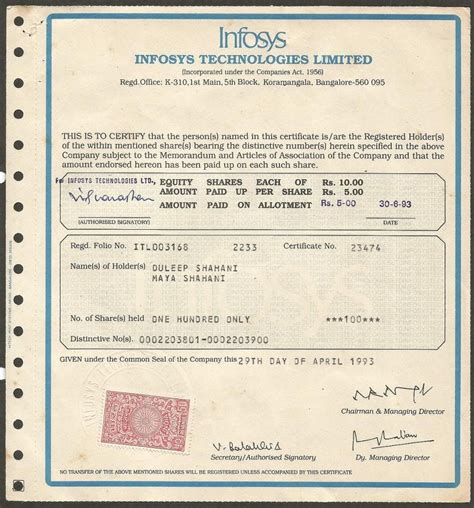 Infosys
INFOSYS TECHNOLOGIES LIMITED
(Incorporated under the Companies Act. 1956)
Regd.Office: K-310,1st Main, 5th Block, Koramangala, Bangalore-560 095
THIS IS TO CERTIFY that the person(s) named in this certificate is/are the Registered Holder(s)
of the within mentioned share(s) bearing the distinctive number(s) herein specified in the above
Company subject to the Memorandum and Articles of Association of the Company and that the
amount endorsed hereon has been paid up on each such share.
For INFOSYS TECHNOLOGIES LTD.,
EQUITY SHARES EACH OF Rs. 10.00
AMOUNT PAID UP PER SHARE Rs. 5.00
AMOUNT PAID ON ALLOTMENT Rs. 5-00 30-6-93
(AUTHORISED SIGNATORY)
Regd. Folio No. ITL003168 2233 Certificate No. 23474
Name(s) of Holder(s) DULEEP SHAHANI
MAYA SHAHANI
No. of Share(s) held ONE HUNDRED ONLY ***100***
Distinctive No(s). 0002203801-0002203900
GIVEN under the Common Seal of the Company this 29TH DAY OF APRIL 1993
Chairman & Managing Director
Secretary/Authorised Signatory
Dy. Managing Director
NO TRANSFER OF THE ABOVE MENTIONED SHARES WILL BE REGISTERED UNLESS ACCOMPANIED BY THIS CERTIFICATE